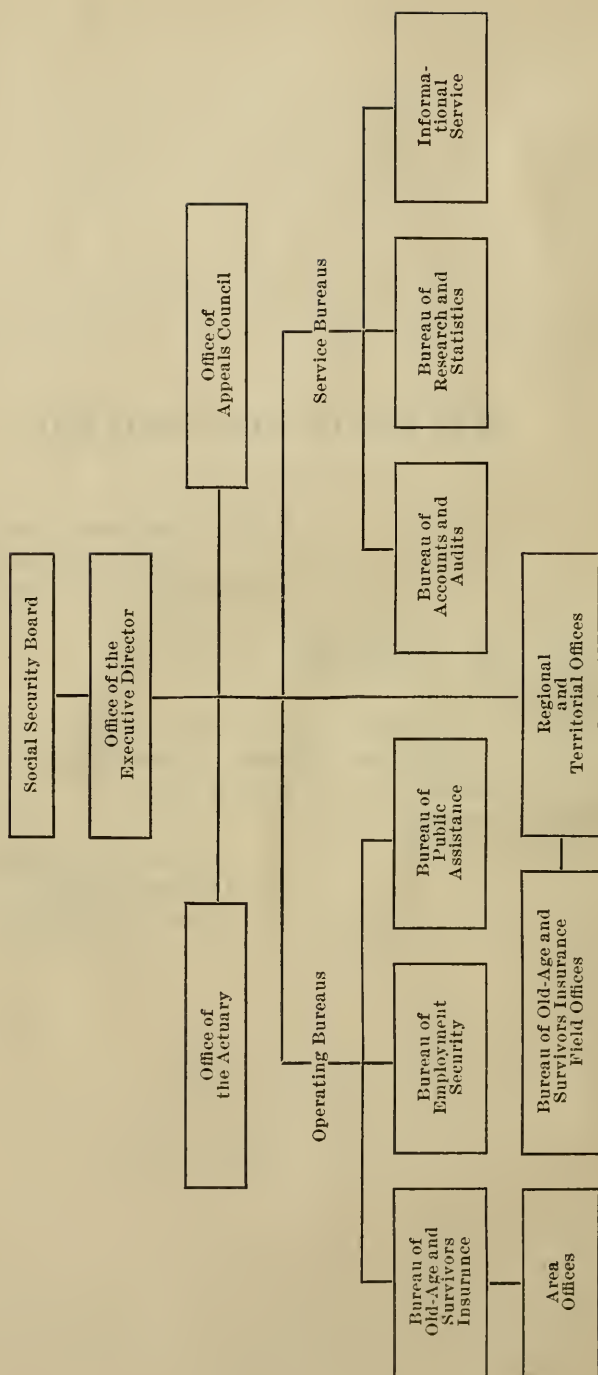 Social Security Board
Office of the
Executive Director
Office of
the Actuary
Office of
Appeals Council
Operating Bureaus
Service Bureaus
Bureau of
Old-Age and
Survivors
Insurance
Bureau of
Employment
Security
Bureau of
Public
Assistance
Bureau of
Accounts and
Audits
Bureau of
Research and
Statistics
Informa-
tional
Service
Area
Offices
Bureau of Old-Age and
Survivors Insurance
Field Offices
Regional
and
Territorial Offices